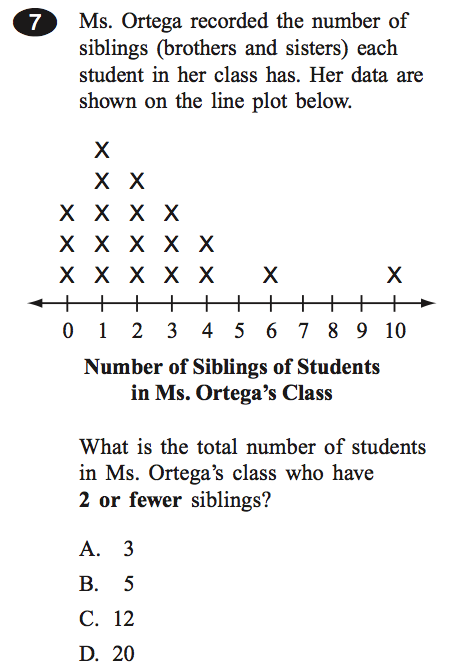 7 Ms. Ortega recorded the number of
siblings (brothers and sisters) each
student in her class has. Her data are
shown on the line plot below.
X
X X
X X X X
X X X X X
X X X X X X X
0 1 2 3 4 5 6 7 8 9 10
Number of Siblings of Students
in Ms. Ortega's Class
What is the total number of students
in Ms. Ortega's class who have
2 or fewer siblings?
A. 3
B. 5
C. 12
D. 20